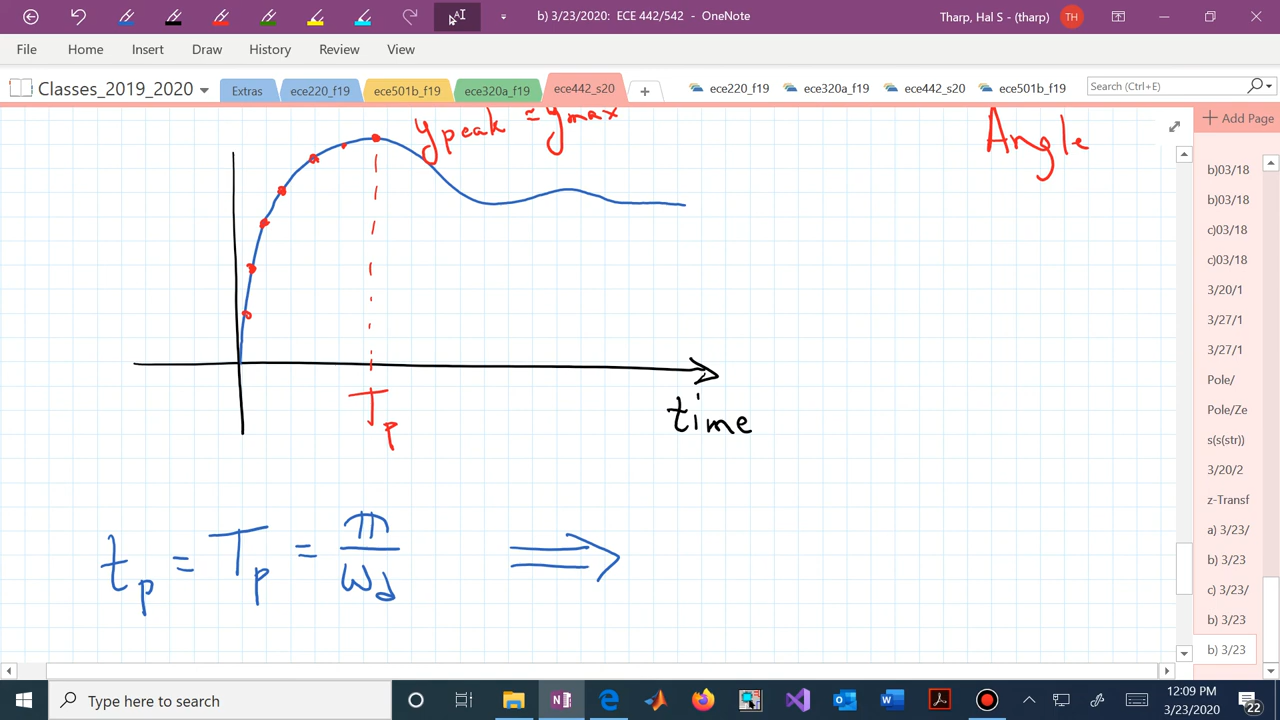 b) 3/23/2020: ECE 442/542 - OneNote
Tharp, Hal S - (tharp) TH
File Home Insert Draw History Review View
Classes_2019_2020 Extras ece220_f19 ece501b_f19 ece320a_f19 ece442_s20 ece220_f19 ece320a_f19 ece442_s20 ece501b_f19 Search (Ctrl+E)
y peak = y max
Angle
Add Page
b)03/18
b)03/18
c)03/18
c)03/18
3/20/1
3/27/1
3/27/1
Pole/
Pole/Ze
s(s(str))
3/20/2
z-Transf
a) 3/23/
b) 3/23
c) 3/23/
b) 3/23
b) 3/23
Tp
time
tp = Tp = π/ωd ⟹
Type here to search
12:09 PM
3/23/2020
22